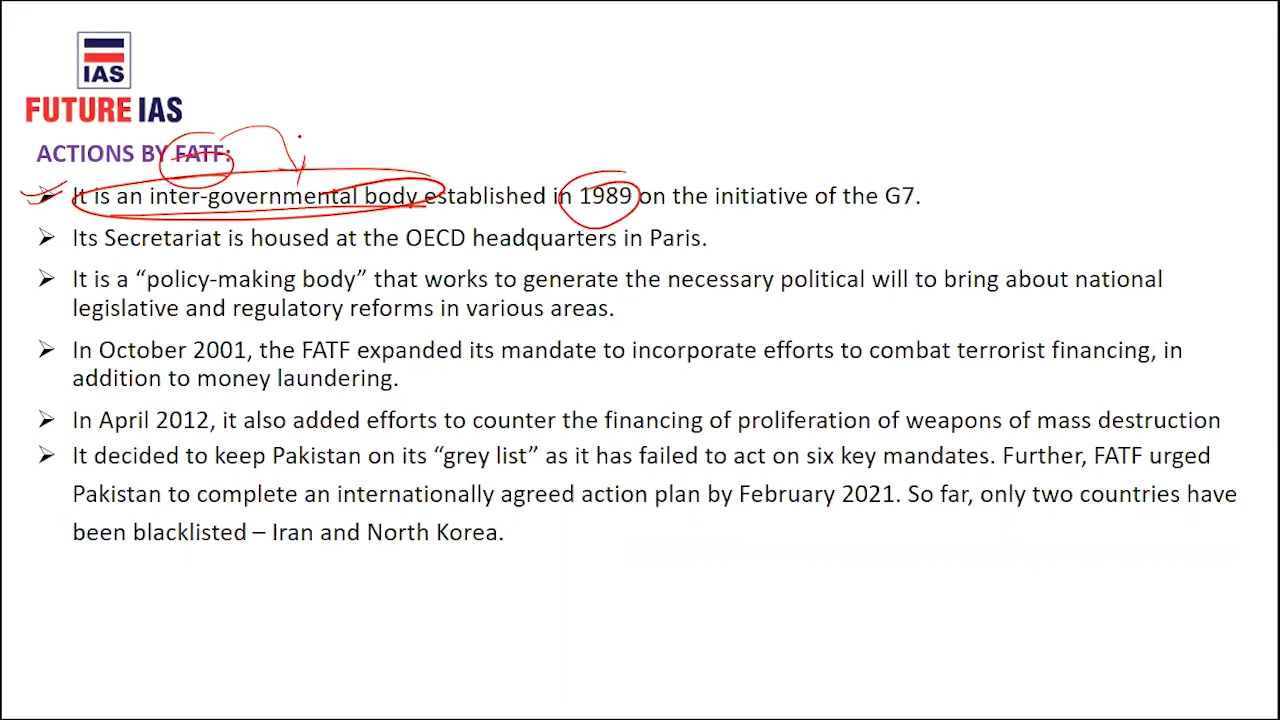 IAS
FUTURE IAS
ACTIONS BY FATF:
➢ It is an inter-governmental body established in 1989 on the initiative of the G7.
➢ Its Secretariat is housed at the OECD headquarters in Paris.
➢ It is a “policy-making body” that works to generate the necessary political will to bring about national
legislative and regulatory reforms in various areas.
➢ In October 2001, the FATF expanded its mandate to incorporate efforts to combat terrorist financing, in
addition to money laundering.
➢ In April 2012, it also added efforts to counter the financing of proliferation of weapons of mass destruction
➢ It decided to keep Pakistan on its “grey list” as it has failed to act on six key mandates. Further, FATF urged
Pakistan to complete an internationally agreed action plan by February 2021. So far, only two countries have
been blacklisted – Iran and North Korea.